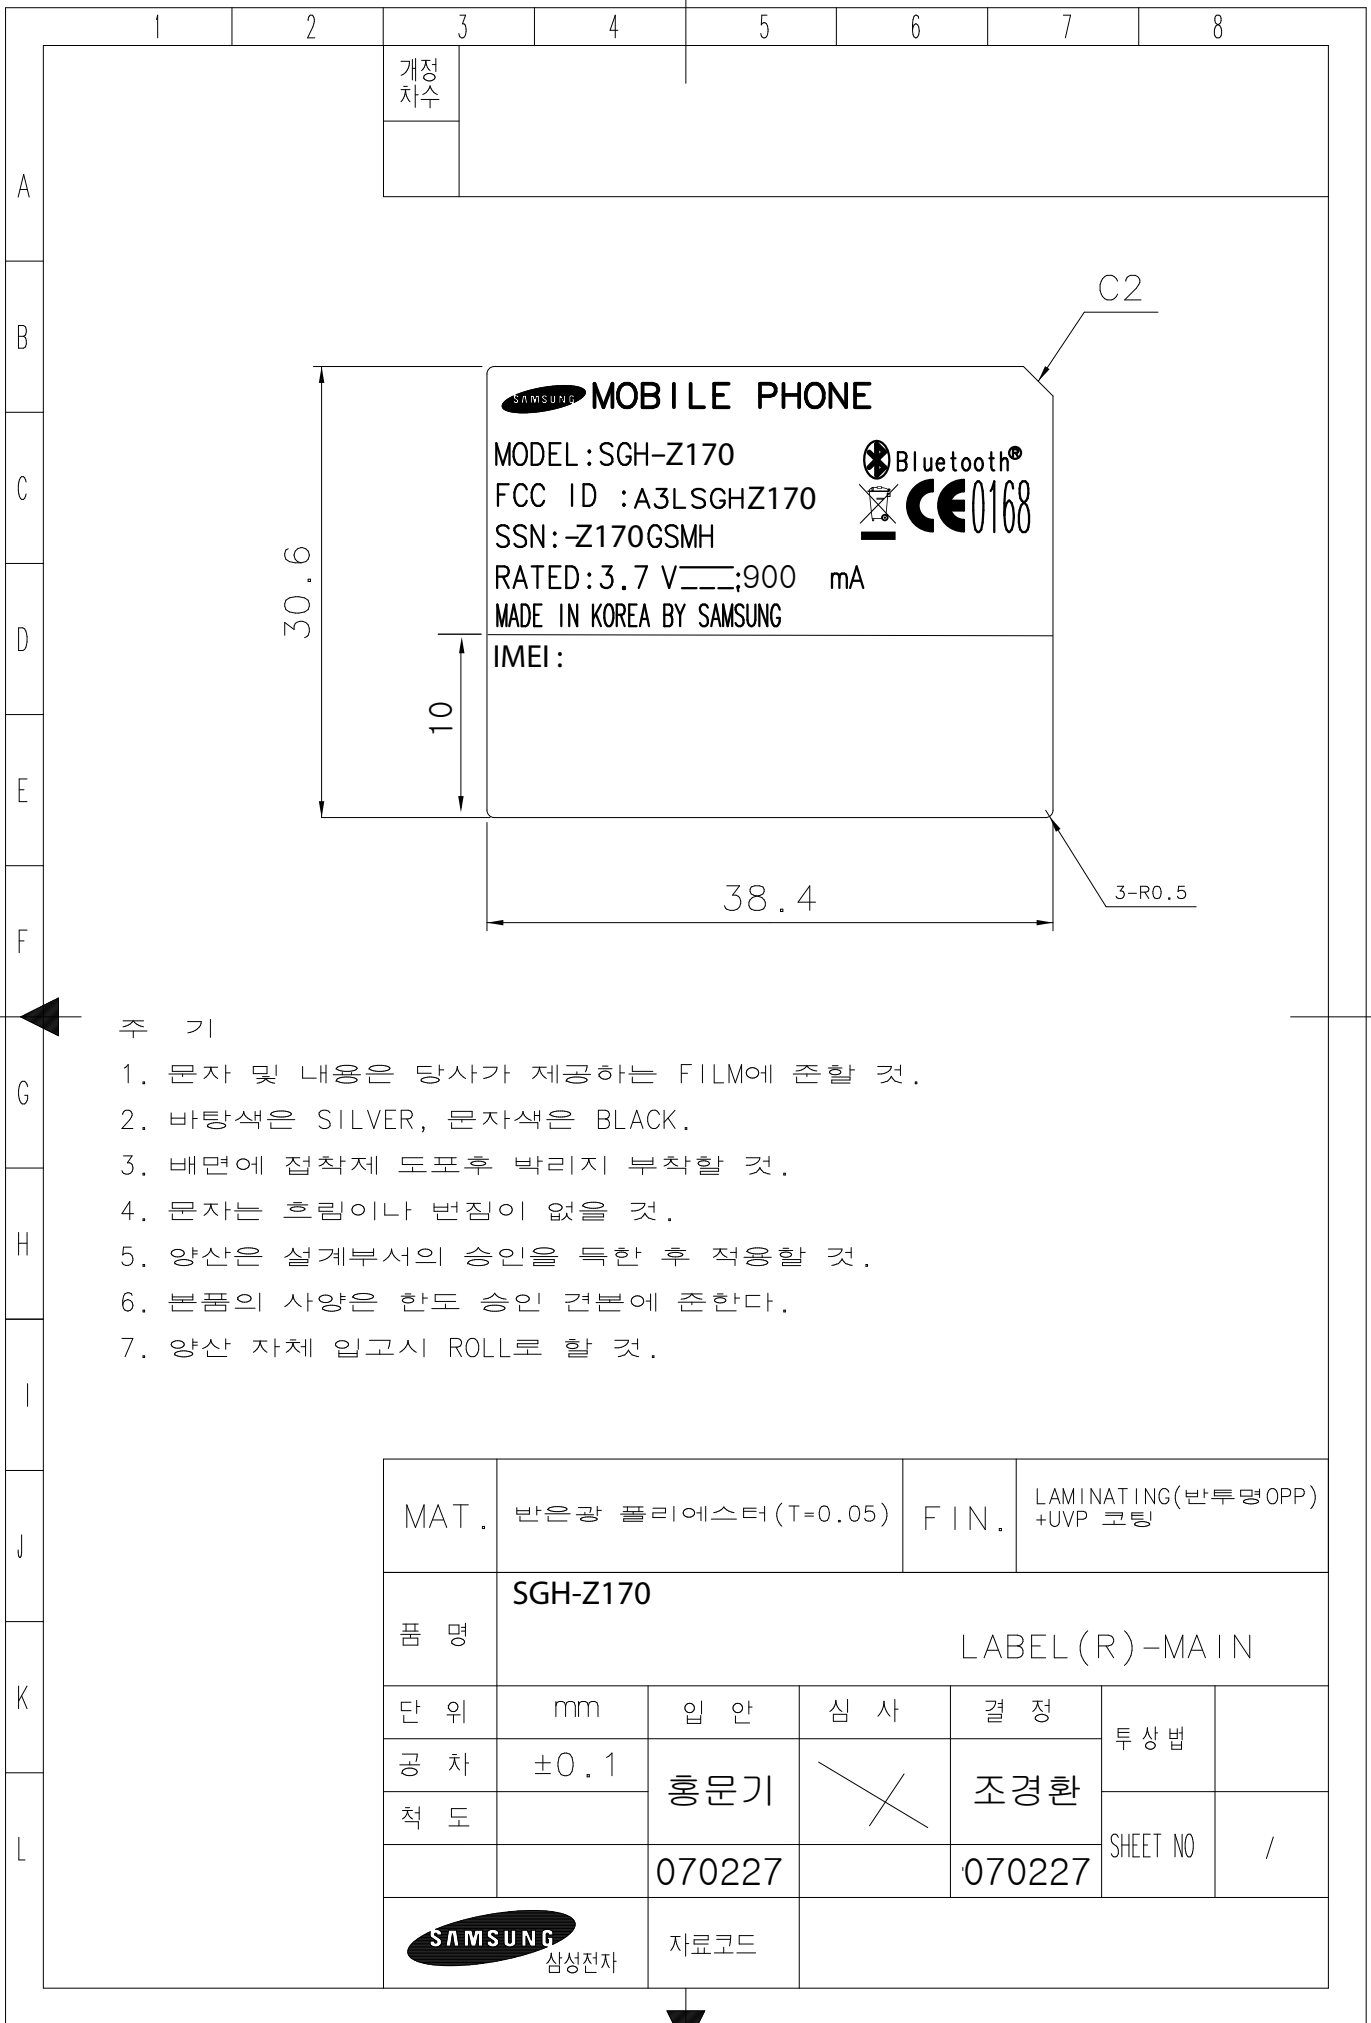 1 2 3 4 5 6 7 8
개정
차수
A
B
C
D
E
F
G
H
I
J
K
L
C2
SAMSUNG MOBILE PHONE
MODEL:SGH-Z170
Bluetooth®
FCC ID :A3LSGHZ170
CE0168
SSN:-Z170GSMH
RATED:3.7 V;900 mA
MADE IN KOREA BY SAMSUNG
IMEI:
30.6
10
38.4
3-R0.5
주 기
1. 문자 및 내용은 당사가 제공하는 FILM에 준할 것.
2. 바탕색은 SILVER, 문자색은 BLACK.
3. 배면에 접착제 도포후 박리지 부착할 것.
4. 문자는 흐림이나 번짐이 없을 것.
5. 양산은 설계부서의 승인을 득한 후 적용할 것.
6. 본품의 사양은 한도 승인 견본에 준한다.
7. 양산 자체 입고시 ROLL로 할 것.
MAT. 반은광 폴리에스터(T=0.05) FIN. LAMINATING(반투명OPP)
+UVP 코팅
품 명 SGH-Z170
LABEL(R)-MAIN
단 위 mm 입 안 심 사 결 정 투상법
공 차 ±0.1 홍문기 조경환
척 도
SHEET NO /
070227 '070227
SAMSUNG
삼성전자 자료코드